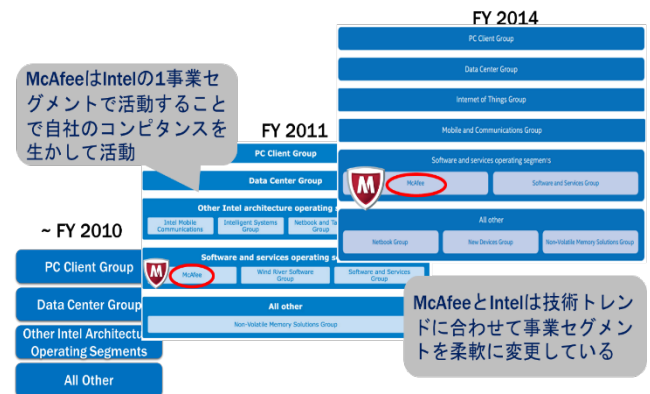 FY 2014
PC Client Group
Data Center Group
Internet of Things Group
Mobile and Communications Group
Software and services operating segments
McAfee
Software and Services Group
All other
Netbook Group
New Devices Group
Non-Volatile Memory Solutions Group
McAfeeはIntelの1事業セ
グメントで活動すること
で自社のコンピタンスを
生かして活動
FY 2011
PC Client Group
Data Center Group
Other Intel architecture operating
Intel Mobile
Communications
Intelligent Systems
Group
Netbook and Ta
Group
Software and services operating se
McAfee
Wind River Software
Group
Software and Services
Group
All other
Non-Volatile Memory Solutions Group
~ FY 2010
PC Client Group
Data Center Group
Other Intel Architectu
Operating Segments
All Other
McAfeeとIntelは技術トレン
ドに合わせて事業セグメン
トを柔軟に変更している